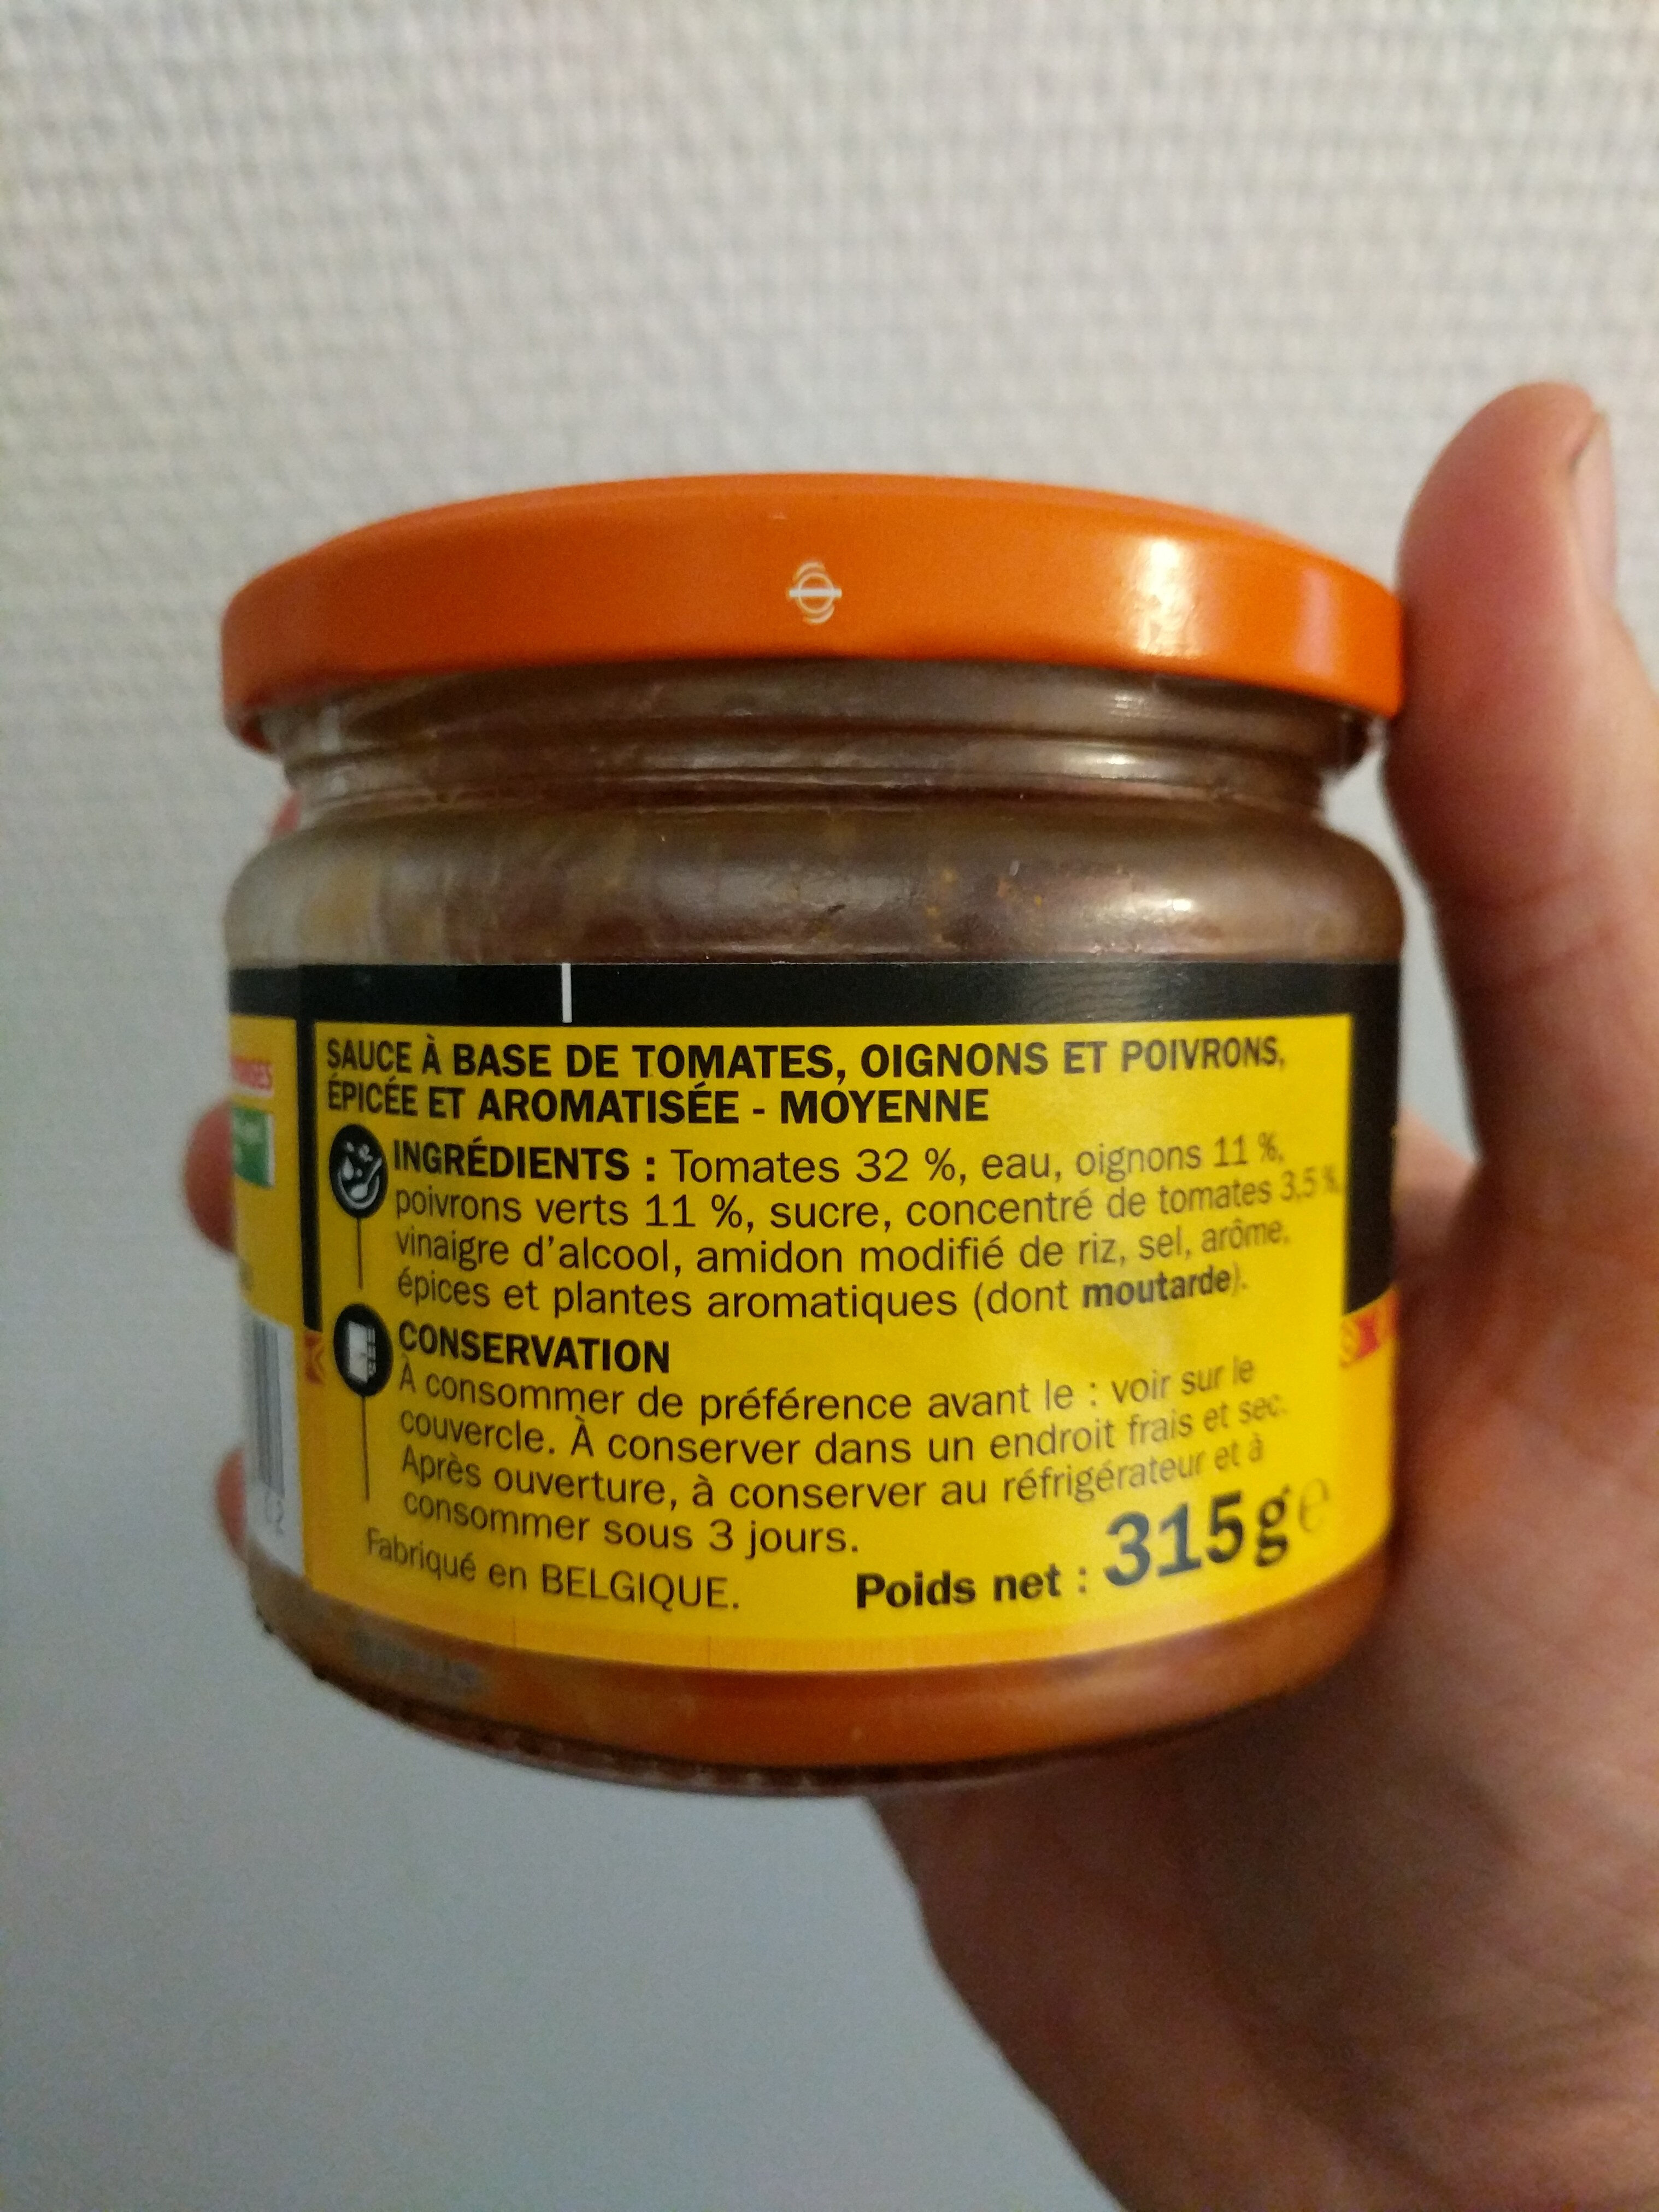 SAUCE À BASE DE TOMATES, OIGNONS ET POIVRONS,
ÉPICÉE ET AROMATISÉE - MOYENNE
INGRÉDIENTS : Tomates 32 %, eau, oignons 11 %,
poivrons verts 11 %, sucre, concentré de tomates 3,5 %,
vinaigre d'alcool, amidon modifié de riz, sel, arôme,
épices et plantes aromatiques (dont moutarde).
CONSERVATION
À consommer de préférence avant le : voir sur le
couvercle. À conserver dans un endroit frais et sec.
Après ouverture, à conserver au réfrigérateur et à
consommer sous 3 jours.
Fabriqué en BELGIQUE.
Poids net : 315g e